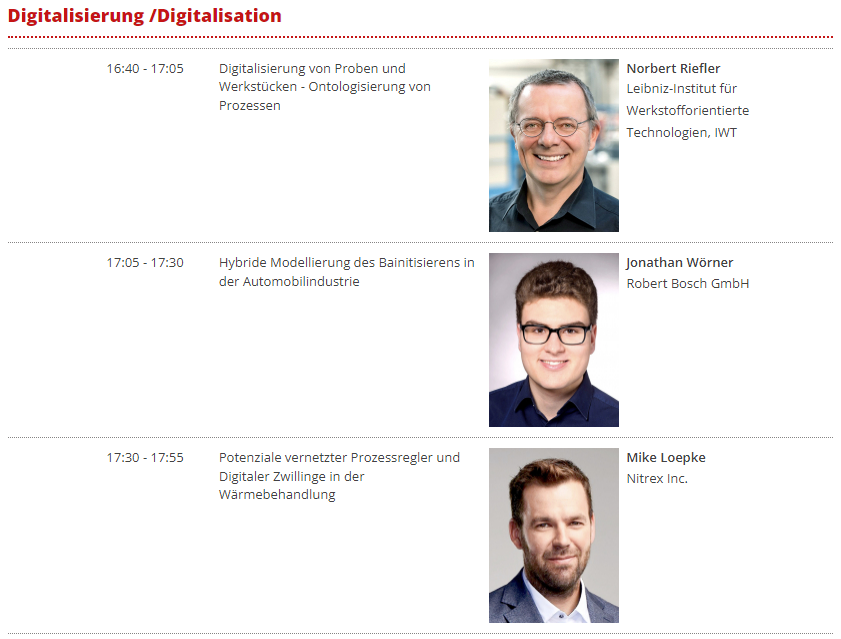 Digitalisierung /Digitalisation
16:40 - 17:05
Digitalisierung von Proben und
Werkstücken - Ontologisierung von
Prozessen
Norbert Riefler
Leibniz-Institut für
Werkstofforientierte
Technologien, IWT
17:05 - 17:30
Hybride Modellierung des Bainitisierens in
der Automobilindustrie
Jonathan Wörner
Robert Bosch GmbH
17:30 - 17:55
Potenziale vernetzter Prozessregler und
Digitaler Zwillinge in der
Wärmebehandlung
Mike Loepke
Nitrex Inc.